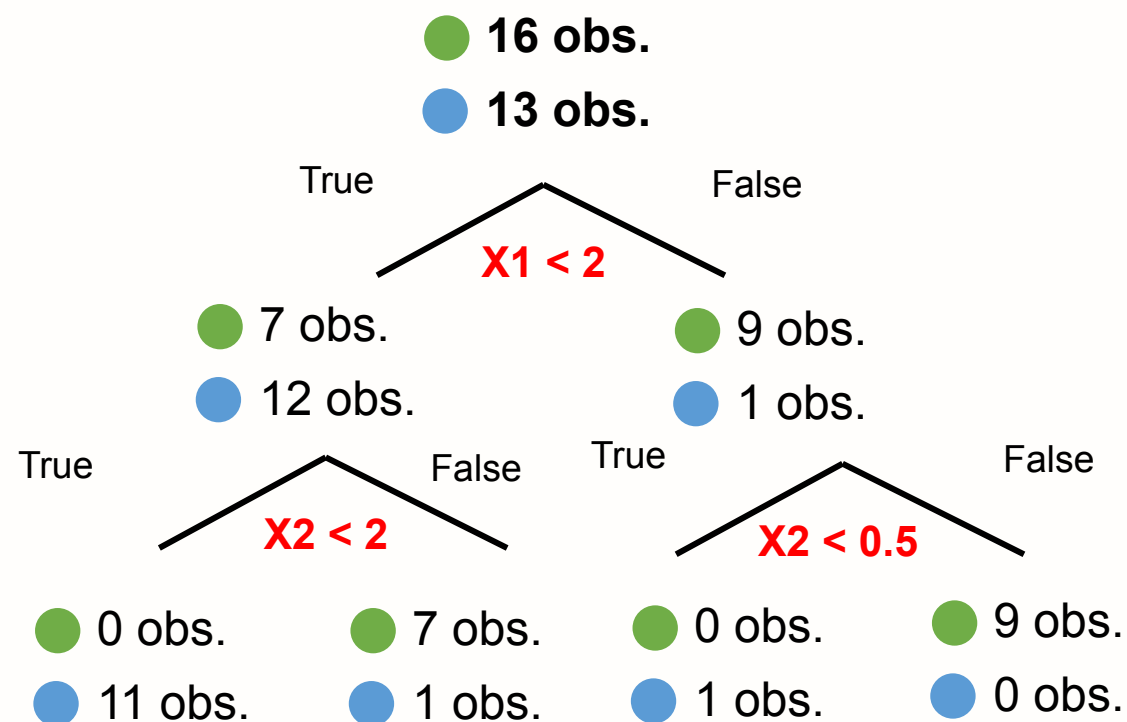 16 obs.
13 obs.
True
False
X1 < 2
7 obs.
12 obs.
9 obs.
1 obs.
True
False
X2 < 2
True
False
X2 < 0.5
0 obs.
11 obs.
7 obs.
1 obs.
0 obs.
1 obs.
9 obs.
0 obs.